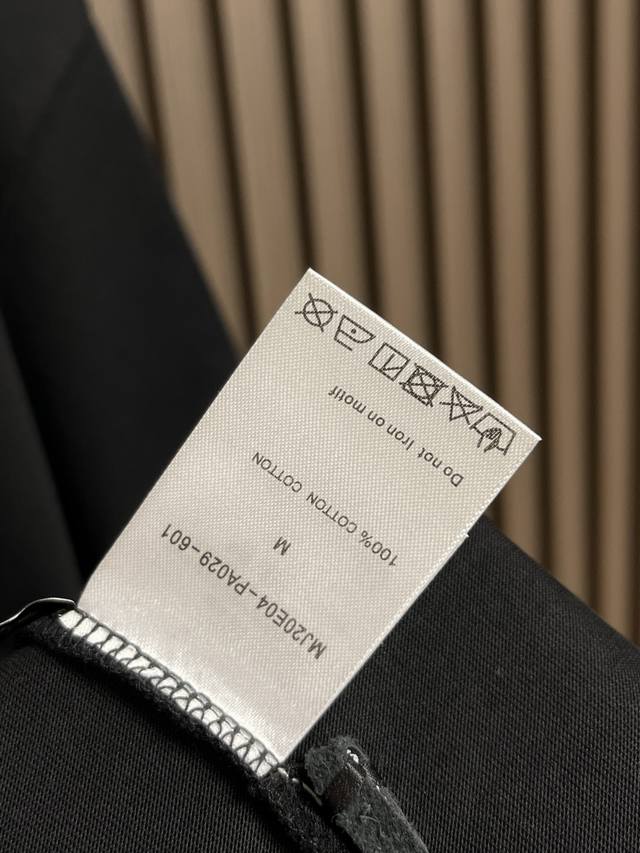 MJ20E04-PA029-601
M
100% COTTON COTTON
Do not Iron on motif